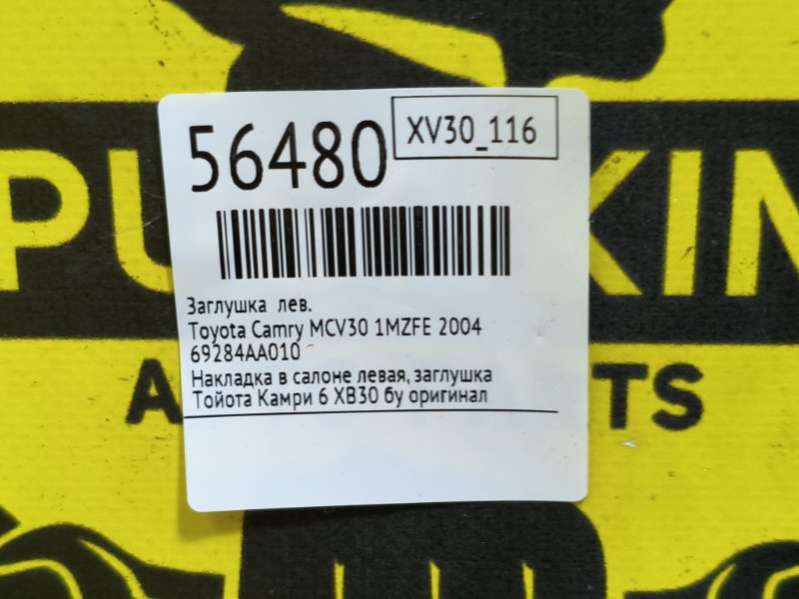 56480
XV30_116
Заглушка лев.
Toyota Camry MCV30 1MZFE 2004
69284AA010
Накладка в салоне левая, заглушка
Тойота Камри 6 ХВ30 бу оригинал